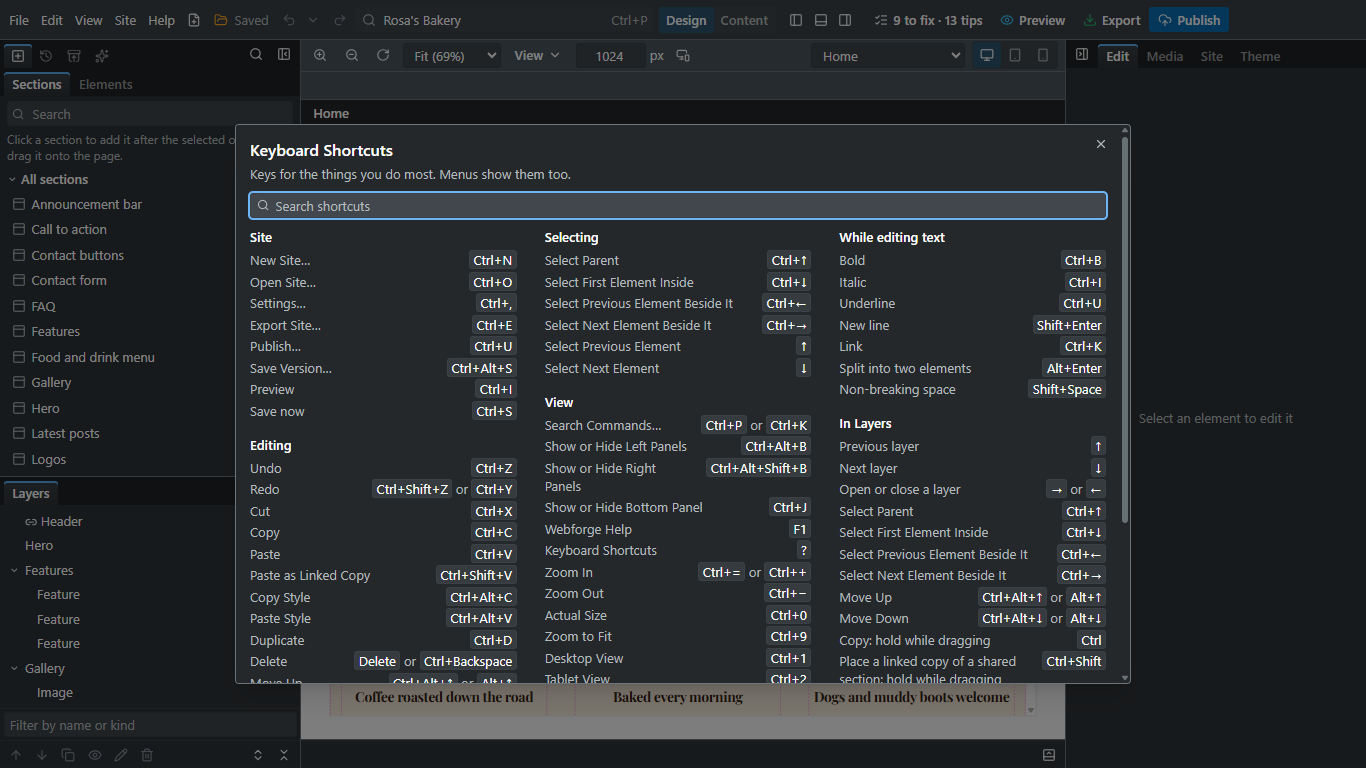 File Edit View Site Help Saved Rosa's Bakery Ctrl+P Design Content 9 to fix · 13 tips Preview Export Publish
Fit (69%) View 1024 px Home Edit Media Site Theme
Sections Elements
Search
Click a section to add it after the selected o
drag it onto the page.
All sections
Announcement bar
Call to action
Contact buttons
Contact form
FAQ
Features
Food and drink menu
Gallery
Hero
Latest posts
Logos
Layers
Header
Hero
Features
Feature
Feature
Feature
Gallery
Image
Filter by name or kind
Home
Keyboard Shortcuts
Keys for the things you do most. Menus show them too.
Search shortcuts
Site
New Site... Ctrl+N
Open Site... Ctrl+O
Settings... Ctrl+,
Export Site... Ctrl+E
Publish... Ctrl+U
Save Version... Ctrl+Alt+S
Preview Ctrl+I
Save now Ctrl+S
Editing
Undo Ctrl+Z
Redo Ctrl+Shift+Z or Ctrl+Y
Cut Ctrl+X
Copy Ctrl+C
Paste Ctrl+V
Paste as Linked Copy Ctrl+Shift+V
Copy Style Ctrl+Alt+C
Paste Style Ctrl+Alt+V
Duplicate Ctrl+D
Delete Delete or Ctrl+Backspace
Move Up Ctrl+Alt+↑ or Alt+↑
Selecting
Select Parent Ctrl+↑
Select First Element Inside Ctrl+↓
Select Previous Element Beside It Ctrl+←
Select Next Element Beside It Ctrl+→
Select Previous Element ↑
Select Next Element ↓
View
Search Commands... Ctrl+P or Ctrl+K
Show or Hide Left Panels Ctrl+Alt+B
Show or Hide Right Ctrl+Alt+Shift+B
Panels
Show or Hide Bottom Panel Ctrl+J
Webforge Help F1
Keyboard Shortcuts ?
Zoom In Ctrl+= or Ctrl++
Zoom Out Ctrl+−
Actual Size Ctrl+0
Zoom to Fit Ctrl+9
Desktop View Ctrl+1
Tablet View Ctrl+2
While editing text
Bold Ctrl+B
Italic Ctrl+I
Underline Ctrl+U
New line Shift+Enter
Link Ctrl+K
Split into two elements Alt+Enter
Non-breaking space Shift+Space
In Layers
Previous layer ↑
Next layer ↓
Open or close a layer → or ←
Select Parent Ctrl+↑
Select First Element Inside Ctrl+↓
Select Previous Element Beside It Ctrl+←
Select Next Element Beside It Ctrl+→
Move Up Ctrl+Alt+↑ or Alt+↑
Move Down Ctrl+Alt+↓ or Alt+↓
Copy: hold while dragging Ctrl
Place a linked copy of a shared Ctrl+Shift
section: hold while dragging
Select an element to edit it
Coffee roasted down the road Baked every morning Dogs and muddy boots welcome